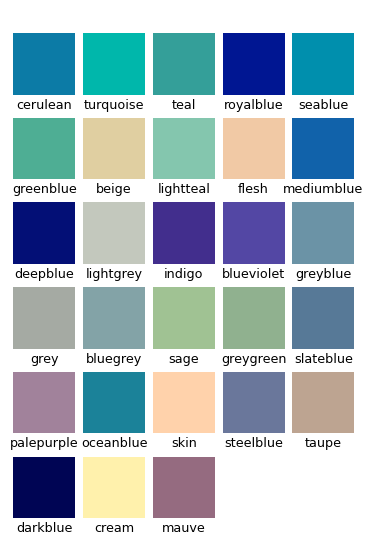 cerulean turquoise teal royalblue seablue
greenblue beige lightteal flesh mediumblue
deepblue lightgrey indigo blueviolet greyblue
grey bluegrey sage greygreen slateblue
palepurple oceanblue skin steelblue taupe
darkblue cream mauve